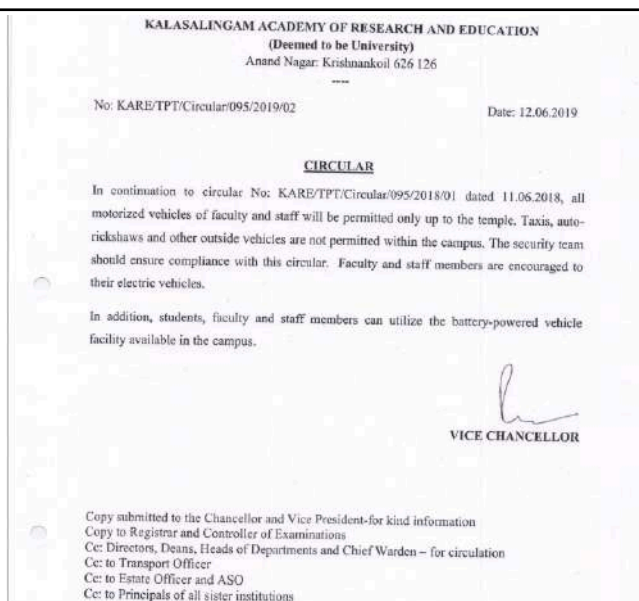 KALASALINGAM ACADEMY OF RESEARCH AND EDUCATION
(Deemed to be University)
Anand Nagar: Krishnankoil 626 126
----
No: KARE/TPT/Circular/095/2019/02
Date: 12.06.2019
CIRCULAR
In continuation to circular No: KARE/TPT/Circular/095/2018/01 dated 11.06.2018, all
motorized vehicles of faculty and staff will be permitted only up to the temple. Taxis, auto-
rickshaws and other outside vehicles are not permitted within the campus. The security team
should ensure compliance with this circular. Faculty and staff members are encouraged to
their electric vehicles.
In addition, students, faculty and staff members can utilize the battery-powered vehicle
facility available in the campus.
VICE CHANCELLOR
Copy submitted to the Chancellor and Vice President-for kind information
Copy to Registrar and Controller of Examinations
Cc: Directors, Deans, Heads of Departments and Chief Warden – for circulation
Cc: to Transport Officer
Cc: to Estate Officer and ASO
Cc: to Principals of all sister institutions